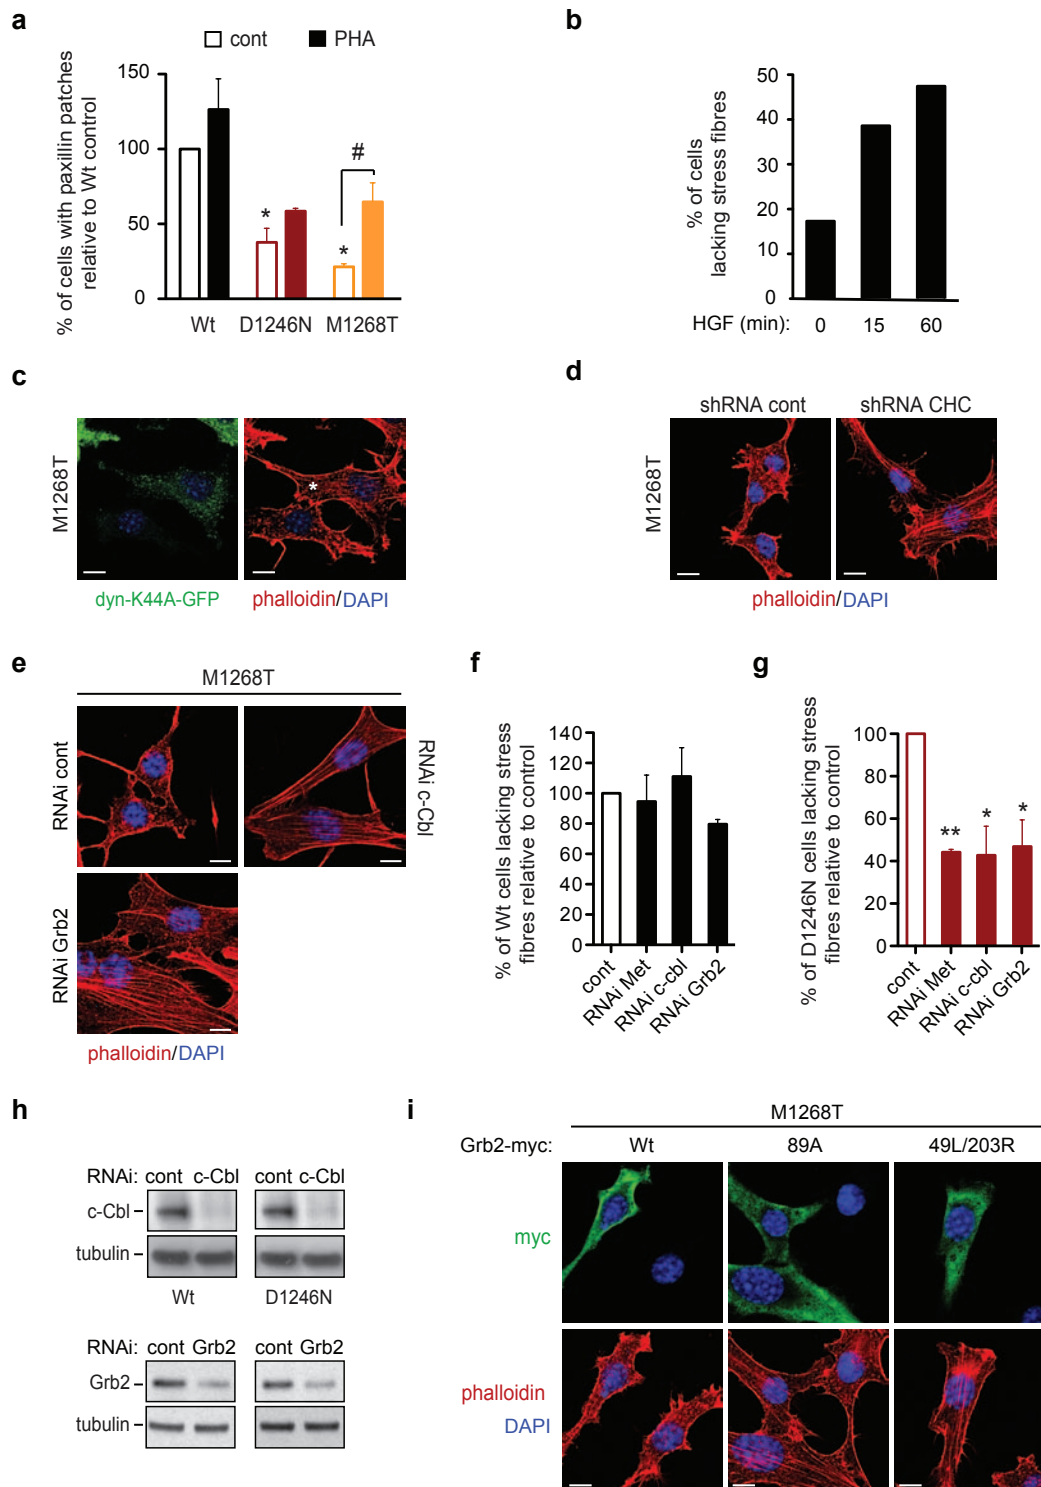 a
cont PHA
% of cells with paxillin patches
relative to Wt control
150
100
50
0
*
*
#
Wt D1246N M1268T
b
% of cells
lacking stress fibres
50
40
30
20
10
0
HGF (min): 0 15 60
c
M1268T
*
dyn-K44A-GFP
phalloidin/DAPI
d
shRNA cont shRNA CHC
M1268T
phalloidin/DAPI
e
M1268T
RNAi cont
RNAi c-Cbl
RNAi Grb2
phalloidin/DAPI
f
% of Wt cells lacking stress
fibres relative to control
140
120
100
80
60
40
20
0
cont
RNAi Met
RNAi c-cbl
RNAi Grb2
g
% of D1246N cells lacking stress
fibres relative to control
100
80
60
40
20
0
**
*
*
cont
RNAi Met
RNAi c-cbl
RNAi Grb2
h
RNAi: cont c-Cbl cont c-Cbl
c-Cbl
tubulin
Wt D1246N
RNAi: cont Grb2 cont Grb2
Grb2
tubulin
i
M1268T
Grb2-myc: Wt 89A 49L/203R
myc
phalloidin
DAPI